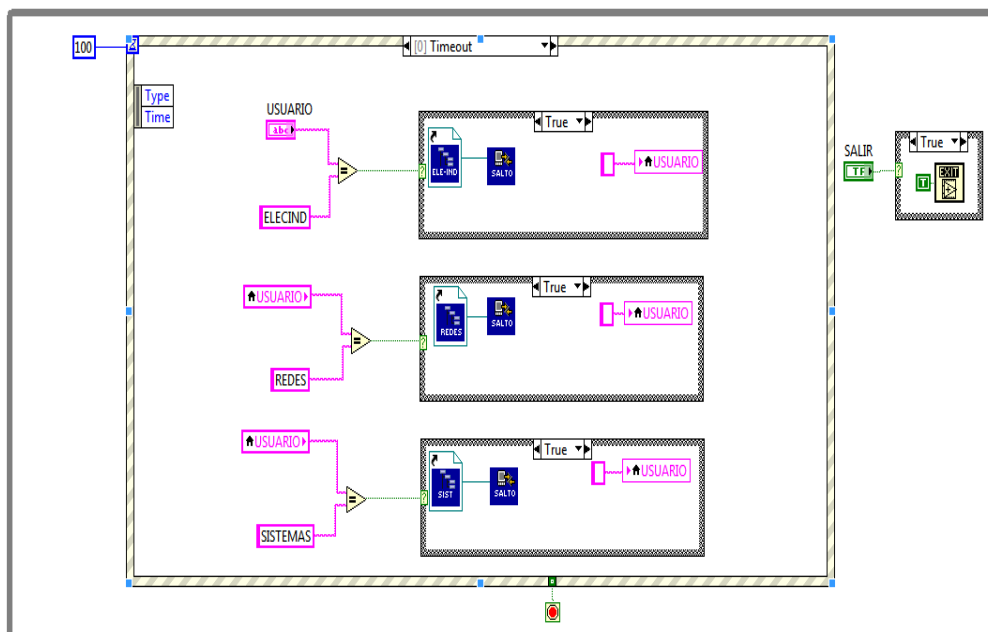 100
[0] Timeout
Type
Time
USUARIO
abc
True
ELE-IND
SALTO
USUARIO
ELECIND
SALIR
TF
True
T
EXIT
USUARIO
True
REDES
SALTO
USUARIO
REDES
USUARIO
True
SIST
SALTO
USUARIO
SISTEMAS